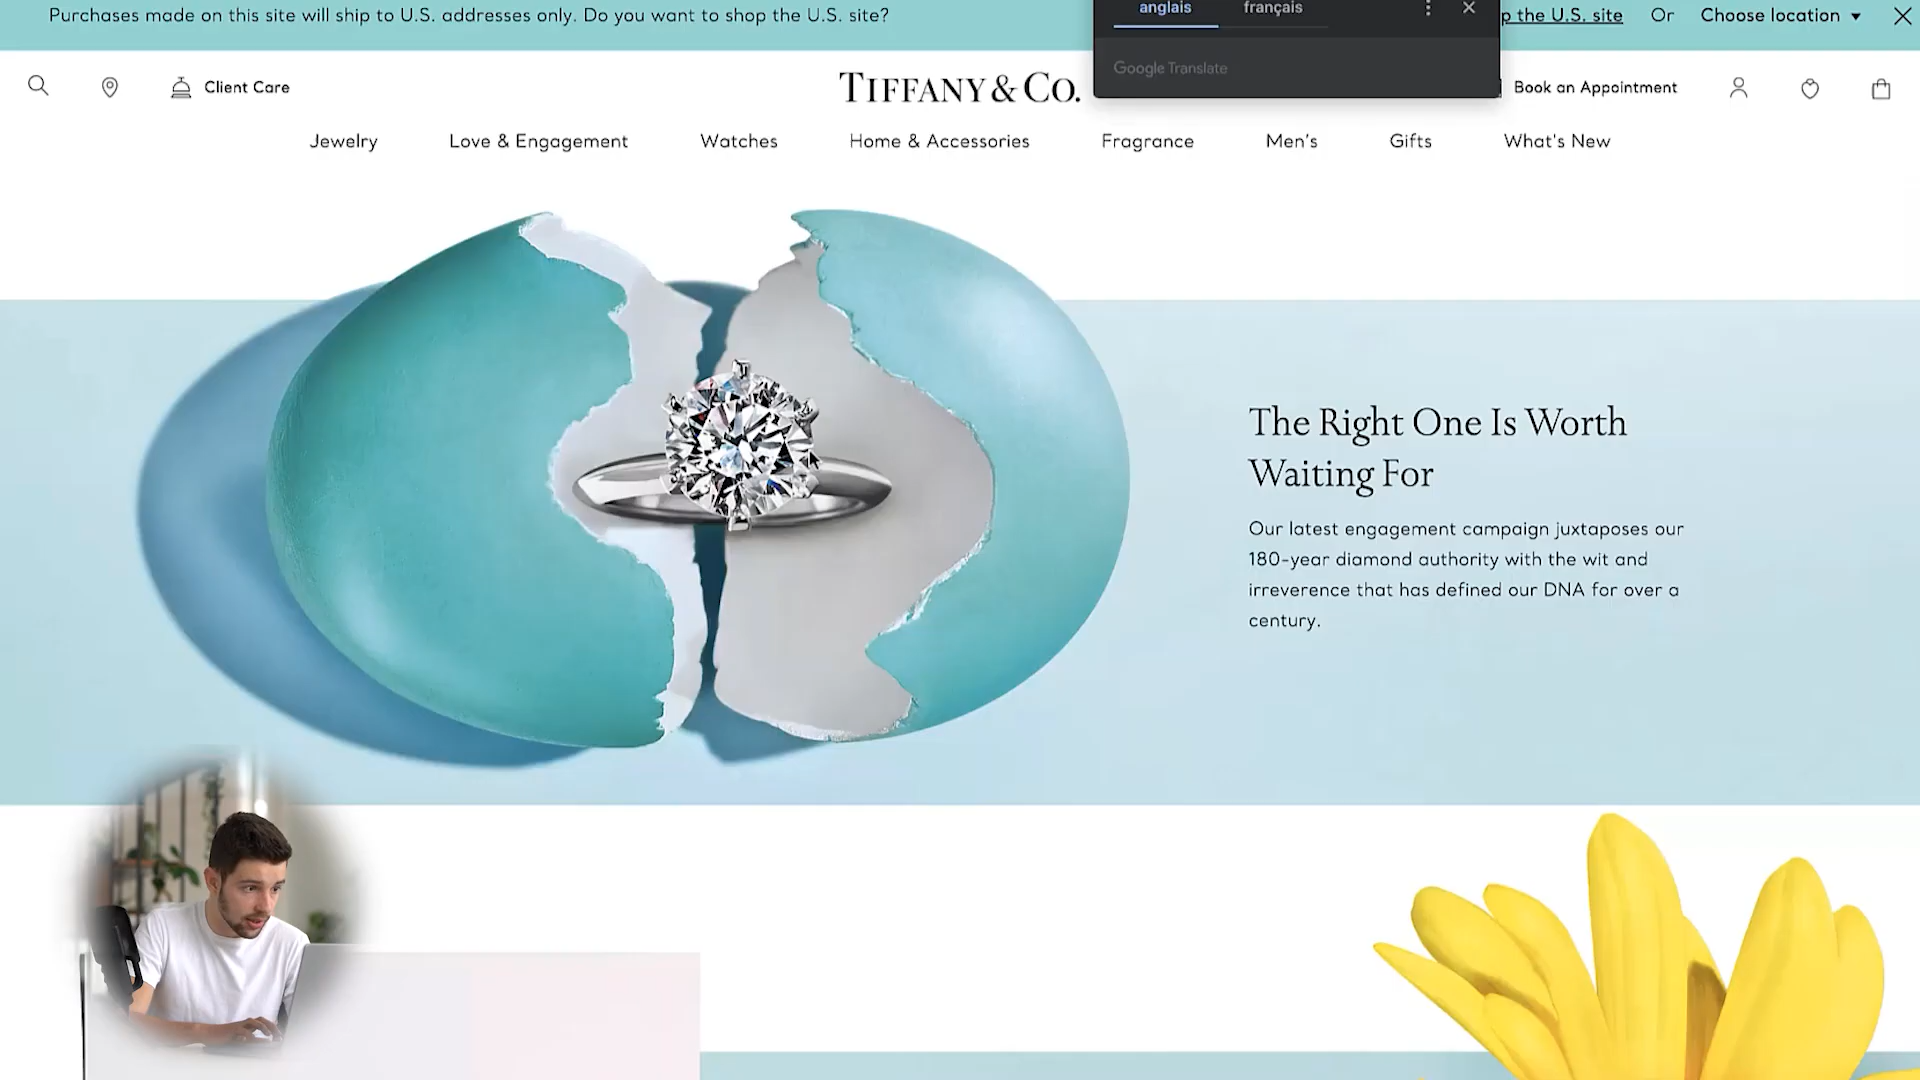 Purchases made on this site will ship to U.S. addresses only. Do you want to shop the U.S. site?
anglais
français
p the U.S. site
Or
Choose location
Google Translate
Client Care
TIFFANY & CO.
Book an Appointment
Jewelry
Love & Engagement
Watches
Home & Accessories
Fragrance
Men's
Gifts
What's New
The Right One Is Worth
Waiting For
Our latest engagement campaign juxtaposes our
180-year diamond authority with the wit and
irreverence that has defined our DNA for over a
century.